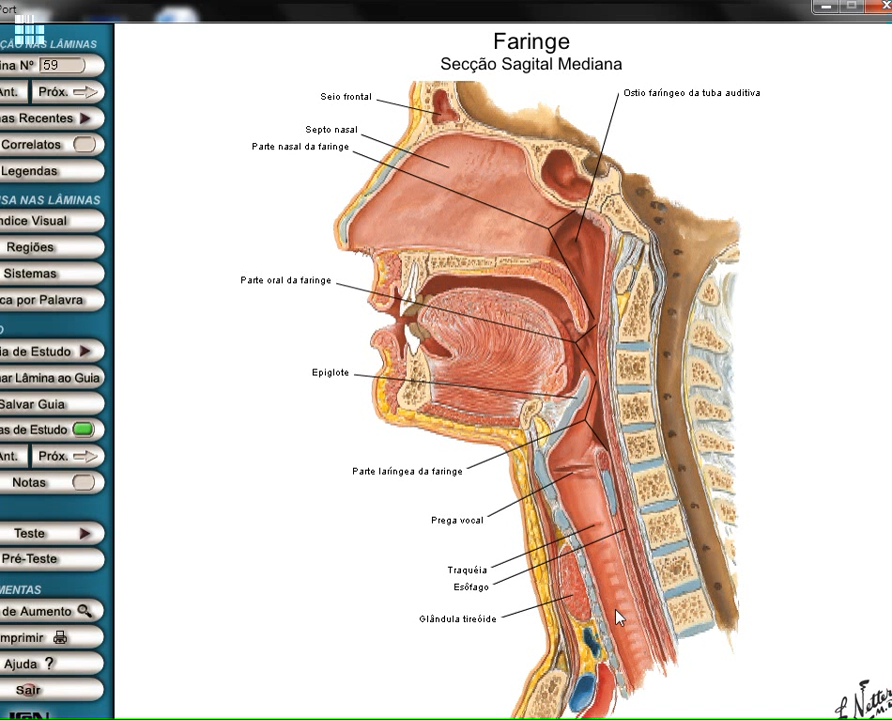 Port
ÇÃO NAS LÂMINAS
ina Nº 59
Ant. Próx.
nas Recentes
Correlatos
Legendas
SA NAS LÂMINAS
ndice Visual
Regiões
Sistemas
ca por Palavra
O
ia de Estudo
nar Lâmina ao Guia
Salvar Guia
as de Estudo
Ant. Próx.
Notas
Teste
Pré-Teste
MENTAS
de Aumento
mprimir
Ajuda ?
Sair
Faringe
Secção Sagital Mediana
Seio frontal
Ostio faríngeo da tuba auditiva
Septo nasal
Parte nasal da faringe
Parte oral da faringe
Epiglote
Parte laríngea da faringe
Prega vocal
Traquéia
Esôfago
Glândula tireóide
F. Netter
M.D.